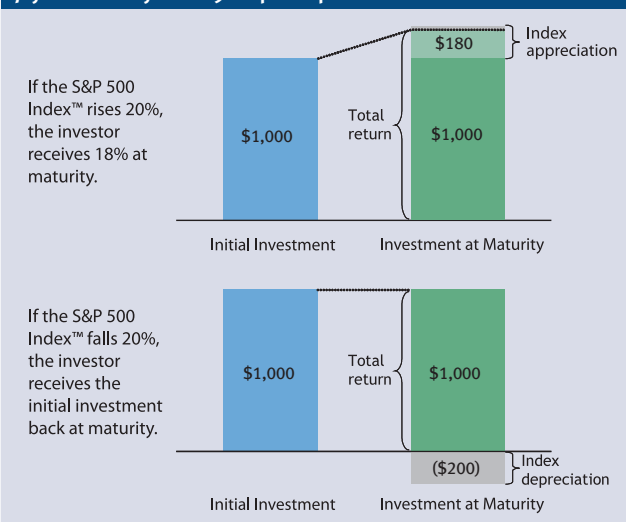 $180
Index
appreciation
If the S&P 500
Index™ rises 20%,
the investor
receives 18% at
maturity.
$1,000
Total
return
$1,000
Initial Investment
Investment at Maturity
If the S&P 500
Index™ falls 20%,
the investor
receives the
initial investment
back at maturity.
$1,000
Total
return
$1,000
($200)
Index
depreciation
Initial Investment
Investment at Maturity